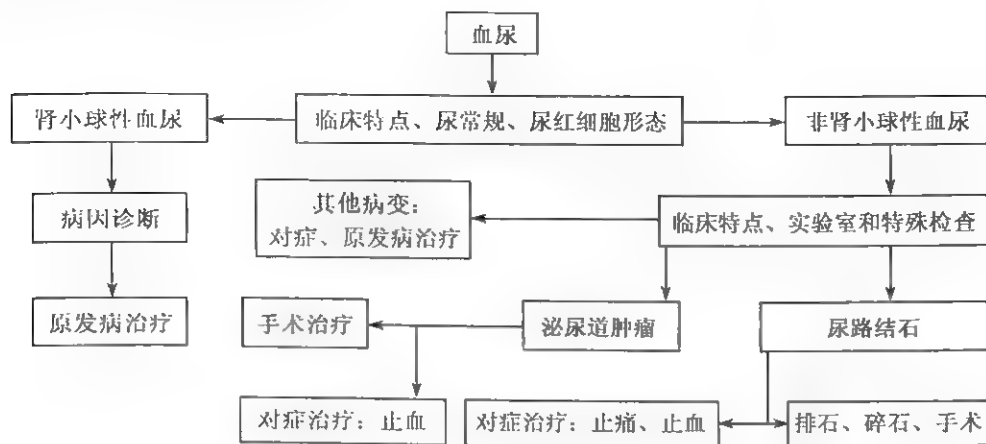 血尿
肾小球性血尿
临床特点、尿常规、尿红细胞形态
非肾小球性血尿
病因诊断
其他病变：
对症、原发病治疗
临床特点、实验室和特殊检查
原发病治疗
手术治疗
泌尿道肿瘤
尿路结石
对症治疗：止血
对症治疗：止痛、止血
排石、碎石、手术